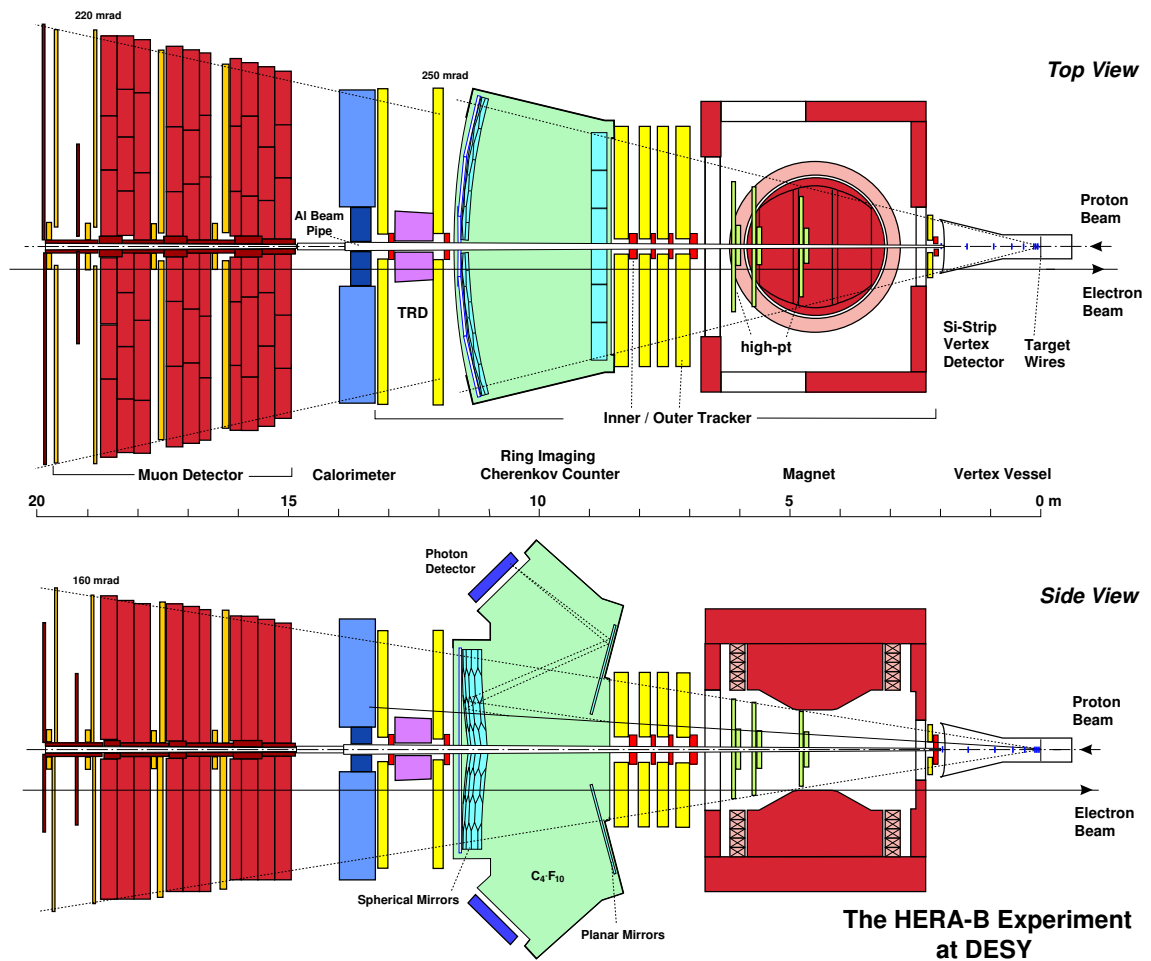 220 mrad
Top View
250 mrad
Al Beam
Pipe
Proton
Beam
TRD
Electron
Beam
high-pt
Si-Strip
Vertex
Detector
Target
Wires
Inner / Outer Tracker
Muon Detector
Calorimeter
Ring Imaging
Cherenkov Counter
Magnet
Vertex Vessel
20
15
10
5
0 m
Photon
Detector
160 mrad
Side View
Proton
Beam
Electron
Beam
C4F10
Spherical Mirrors
Planar Mirrors
The HERA-B Experiment
at DESY